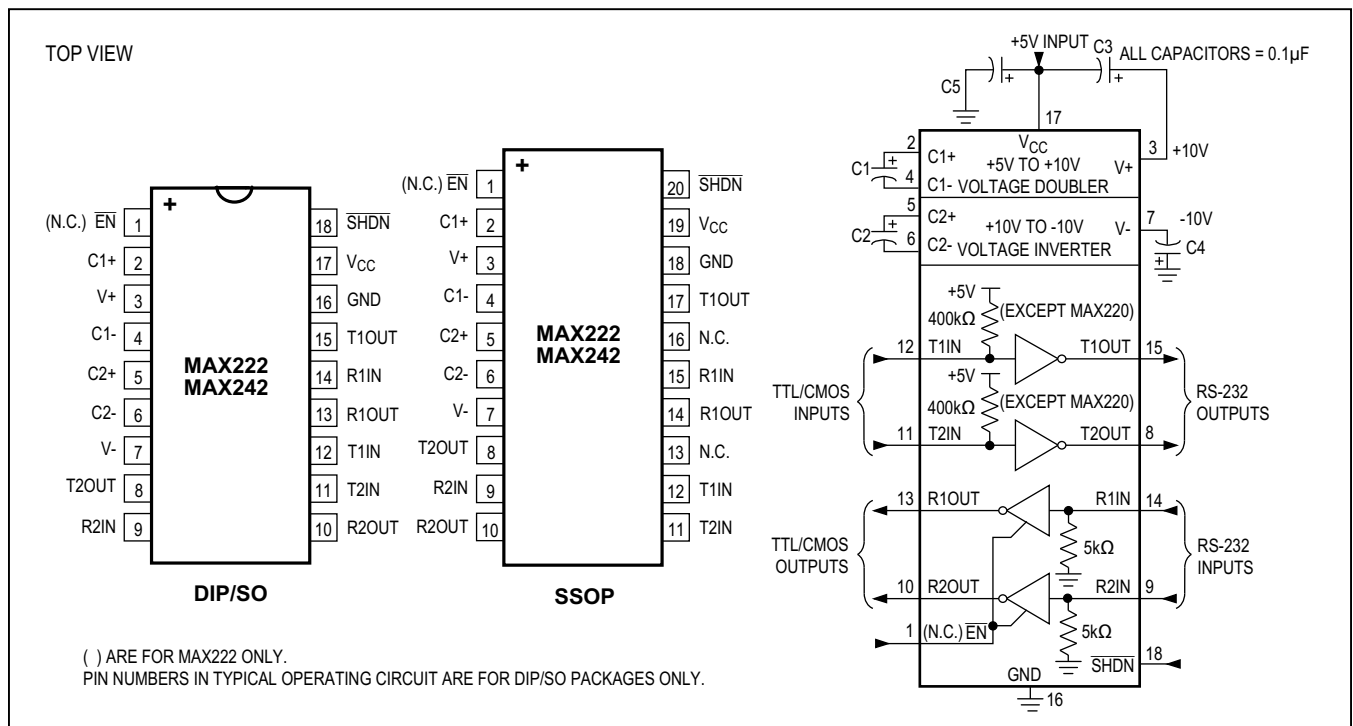 TOP VIEW
(N.C.) EN 1
C1+ 2
V+ 3
C1- 4
C2+ 5
C2- 6
V- 7
T2OUT 8
R2IN 9
18 SHDN
17 VCC
16 GND
15 T1OUT
14 R1IN
13 R1OUT
12 T1IN
11 T2IN
10 R2OUT
MAX222
MAX242
DIP/SO
(N.C.) EN 1
C1+ 2
V+ 3
C1- 4
C2+ 5
C2- 6
V- 7
T2OUT 8
R2IN 9
R2OUT 10
20 SHDN
19 VCC
18 GND
17 T1OUT
16 N.C.
15 R1IN
14 R1OUT
13 N.C.
12 T1IN
11 T2IN
MAX222
MAX242
SSOP
( ) ARE FOR MAX222 ONLY.
PIN NUMBERS IN TYPICAL OPERATING CIRCUIT ARE FOR DIP/SO PACKAGES ONLY.
+5V INPUT
C3
ALL CAPACITORS = 0.1µF
C5
+
+
17
VCC
2 C1+
+5V TO +10V
V+ 3 +10V
C1 +
4 C1- VOLTAGE DOUBLER
5 C2+
+10V TO -10V
V- 7 -10V
C2 +
6 C2- VOLTAGE INVERTER
C4
+
+5V
400kΩ
(EXCEPT MAX220)
12 T1IN
T1OUT 15
+5V
400kΩ
(EXCEPT MAX220)
11 T2IN
T2OUT 8
TTL/CMOS
INPUTS
RS-232
OUTPUTS
13 R1OUT
R1IN 14
5kΩ
10 R2OUT
R2IN 9
5kΩ
TTL/CMOS
OUTPUTS
RS-232
INPUTS
1 (N.C.) EN
SHDN 18
GND
16